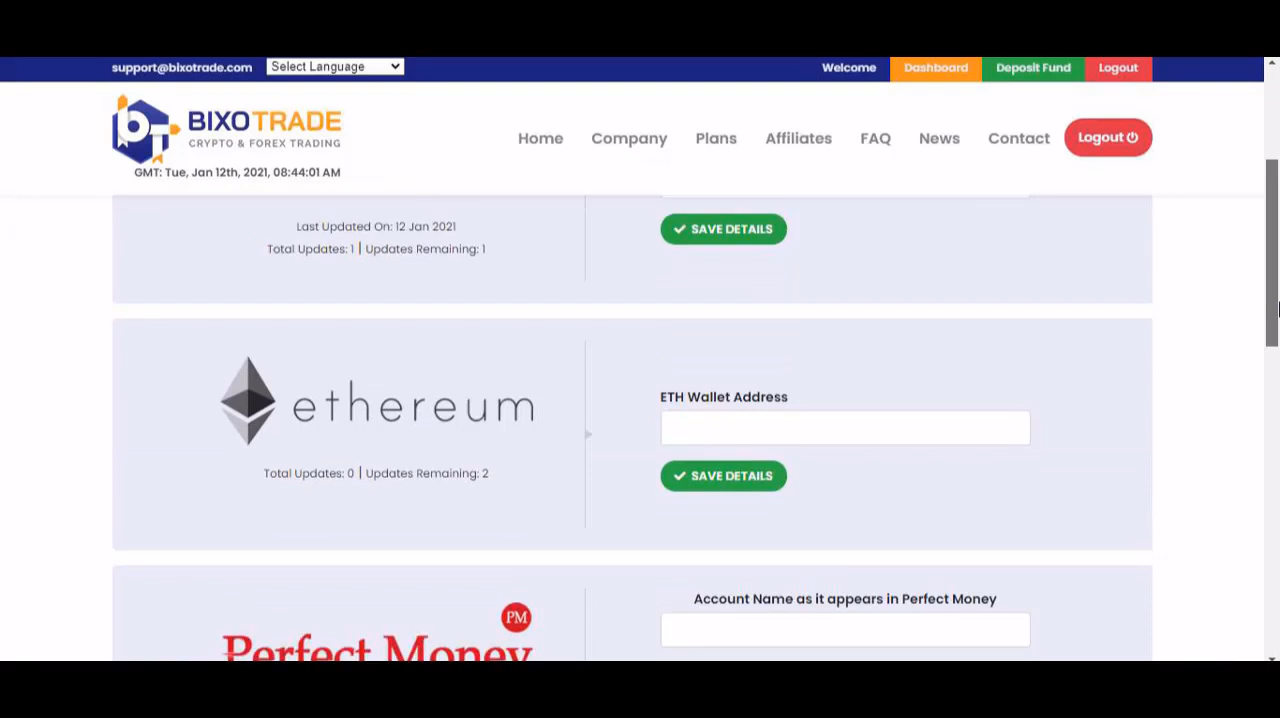 support@bixotrade.com Select Language Welcome Dashboard Deposit Fund Logout
bT BIXOTRADE
CRYPTO & FOREX TRADING
GMT: Tue, Jan 12th, 2021, 08:44:01 AM
Home Company Plans Affiliates FAQ News Contact Logout
Last Updated On: 12 Jan 2021
Total Updates: 1 | Updates Remaining: 1
SAVE DETAILS
ethereum
Total Updates: 0 | Updates Remaining: 2
ETH Wallet Address
SAVE DETAILS
PM
Perfect Money
Account Name as it appears in Perfect Money